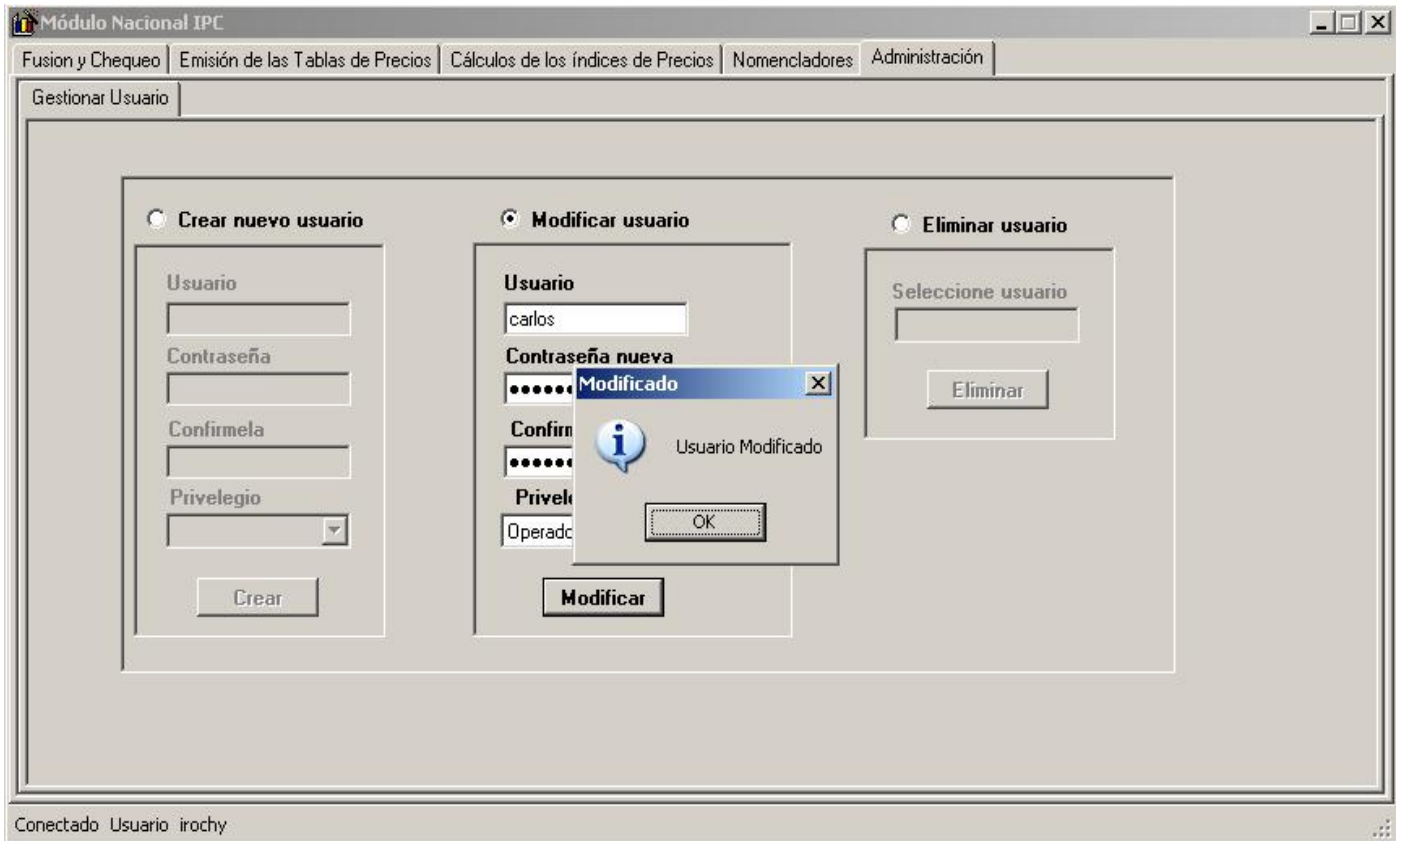 Módulo Nacional IPC
Fusion y Chequeo Emisión de las Tablas de Precios Cálculos de los índices de Precios Nomencladores Administración
Gestionar Usuario
Crear nuevo usuario
Usuario
Contraseña
Confirmela
Privelegio
Crear
Modificar usuario
Usuario
carlos
Contraseña nueva
Modificar
Modificado
Usuario Modificado
OK
Eliminar usuario
Seleccione usuario
Eliminar
Conectado Usuario irochy